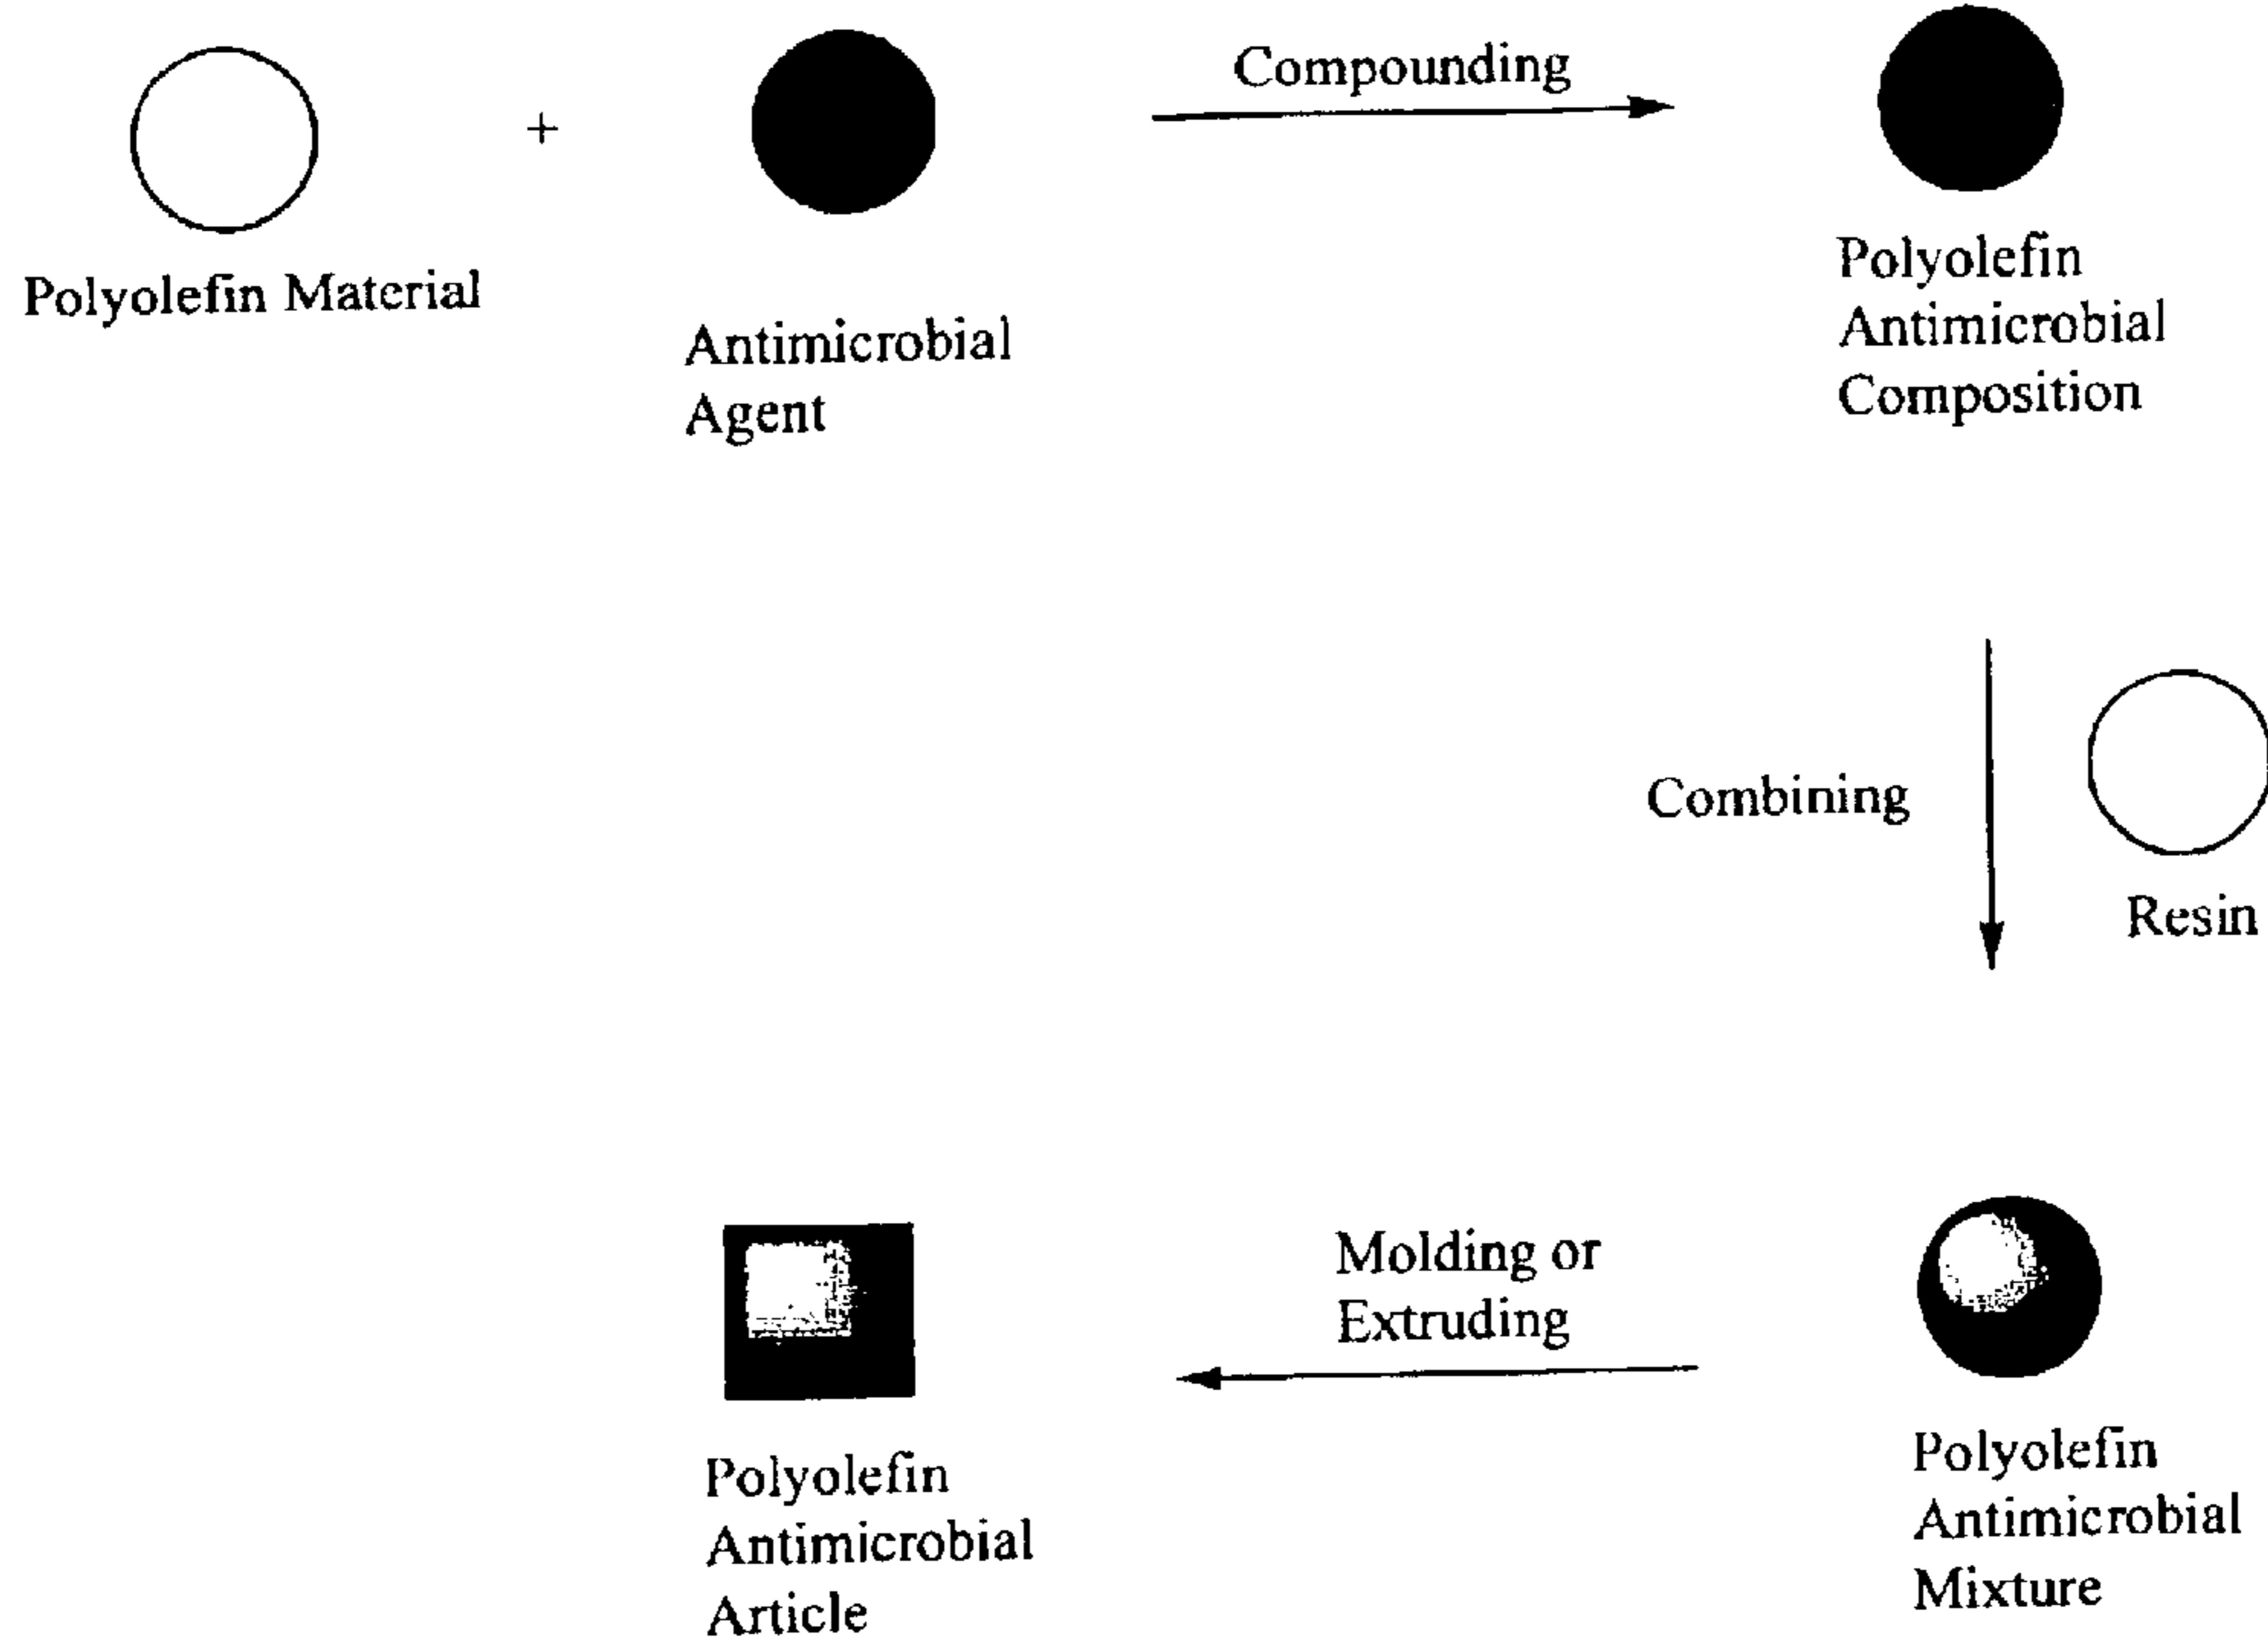 Polyolefin Material
+
Antimicrobial
Agent
Compounding
Polyolefin
Antimicrobial
Composition
Combining
Resin
Polyolefin
Antimicrobial
Mixture
Molding or
Extruding
Polyolefin
Antimicrobial
Article